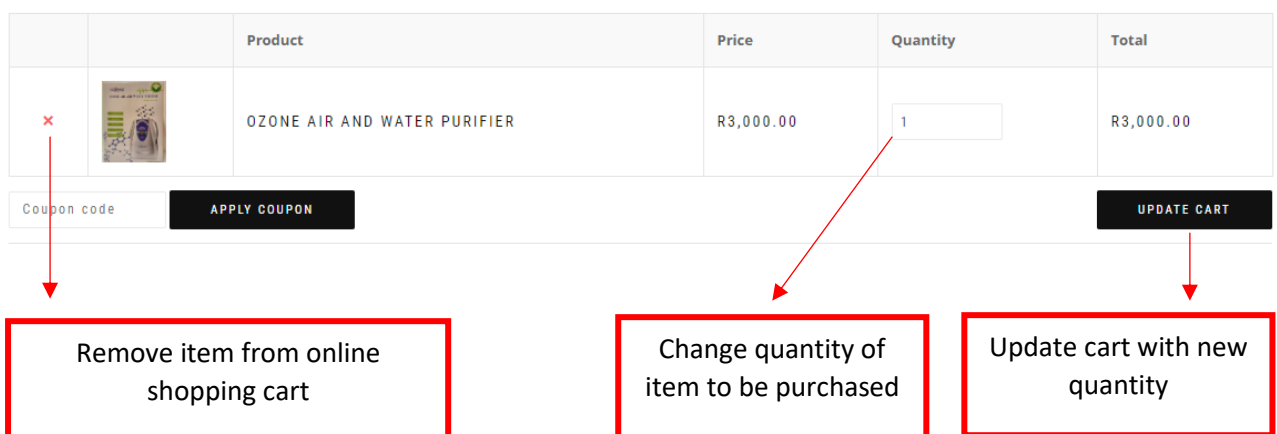 Product Price Quantity Total
× OZONE AIR AND WATER PURIFIER R3,000.00 1 R3,000.00
Coupon code APPLY COUPON UPDATE CART
Remove item from online
shopping cart
Change quantity of
item to be purchased
Update cart with new
quantity